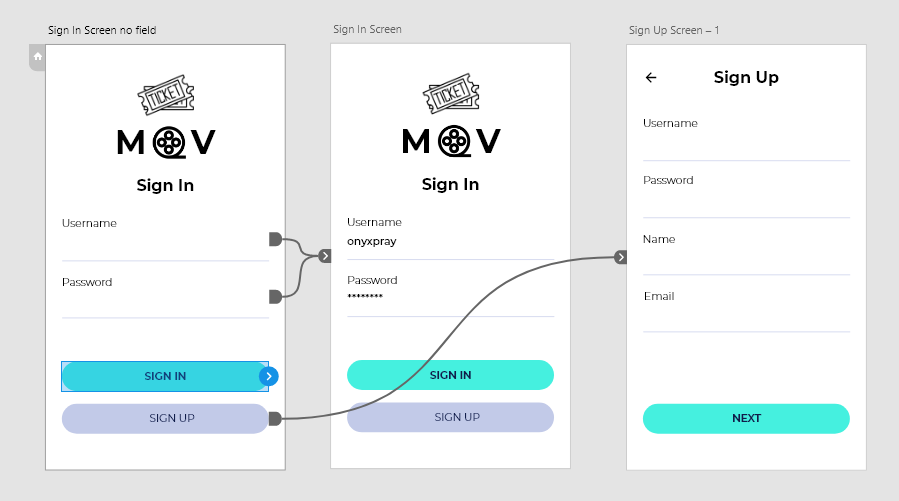 Sign In Screen no field
TICKET
MOV
Sign In
Username
Password
SIGN IN
SIGN UP
Sign In Screen
TICKET
MOV
Sign In
Username
onyxpray
Password
********
SIGN IN
SIGN UP
Sign Up Screen – 1
Sign Up
Username
Password
Name
Email
NEXT